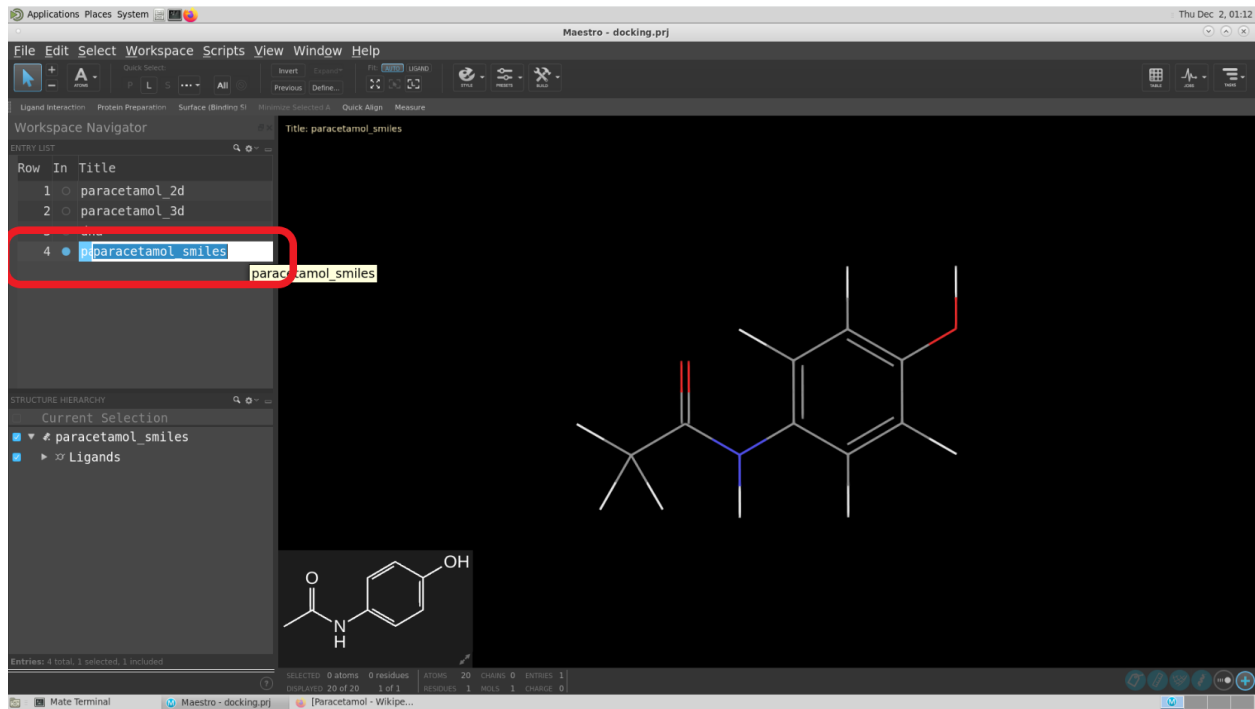 Applications Places System Thu Dec 2, 01:12
Maestro - docking.prj
File Edit Select Workspace Scripts View Window Help
Quick Select: Invert Expand Fit: AUTO LIGAND
A ATOMS P L S All Previous Define... STYLE PRESETS BUILD TABLE JOBS TASKS
Ligand Interaction Protein Preparation Surface (Binding Si Minimize Selected A Quick Align Measure
Workspace Navigator
Title: paracetamol_smiles
ENTRY LIST
Row In Title
1 paracetamol_2d
2 paracetamol_3d
4 paracetamol_smiles
paracetamol_smiles
STRUCTURE HIERARCHY
Current Selection
paracetamol_smiles
Ligands
OH
O
N
H
Entries: 4 total, 1 selected, 1 included
SELECTED 0 atoms 0 residues ATOMS 20 CHAINS 0 ENTRIES 1
DISPLAYED 20 of 20 1 of 1 RESIDUES 1 MOLS 1 CHARGE 0
Mate Terminal Maestro - docking.prj [Paracetamol - Wikipe...